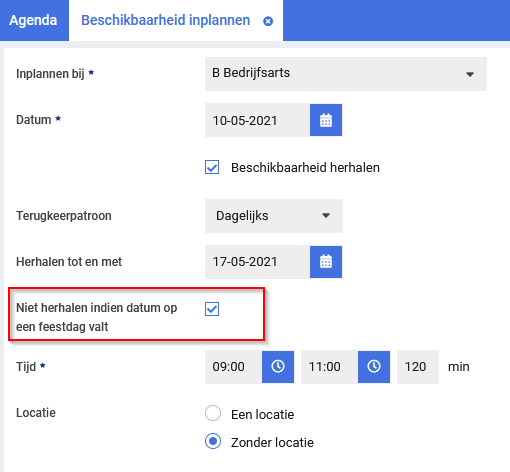 Agenda Beschikbaarheid inplannen
Inplannen bij * B Bedrijfsarts
Datum * 10-05-2021
Beschikbaarheid herhalen
Terugkeerpatroon Dagelijks
Herhalen tot en met 17-05-2021
Niet herhalen indien datum op
een feestdag valt
Tijd * 09:00 11:00 120 min
Locatie Een locatie
Zonder locatie